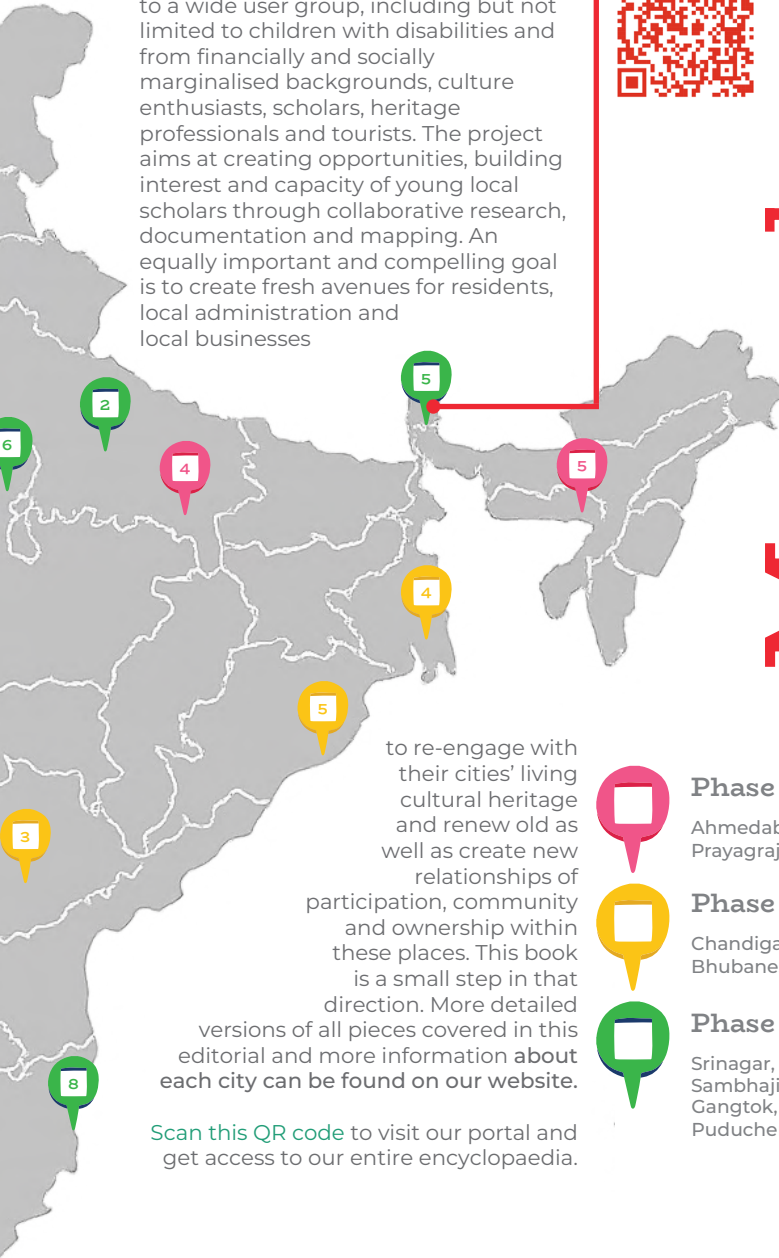 to a wide user group, including but not
limited to children with disabilities and
from financially and socially
marginalised backgrounds, culture
enthusiasts, scholars, heritage
professionals and tourists. The project
aims at creating opportunities, building
interest and capacity of young local
scholars through collaborative research,
documentation and mapping. An
equally important and compelling goal
is to create fresh avenues for residents,
local administration and
local businesses
5
2
6
4
5
4
5
3
8
to re-engage with
their cities’ living
cultural heritage
and renew old as
well as create new
relationships of
participation, community
and ownership within
these places. This book
is a small step in that
direction. More detailed
versions of all pieces covered in this
editorial and more information about
each city can be found on our website.
Scan this QR code to visit our portal and
get access to our entire encyclopaedia.
Phase
Ahmedab
Prayagraj
Phase
Chandiga
Bhubane
Phase
Srinagar,
Sambhaji
Gangtok,
Puduche